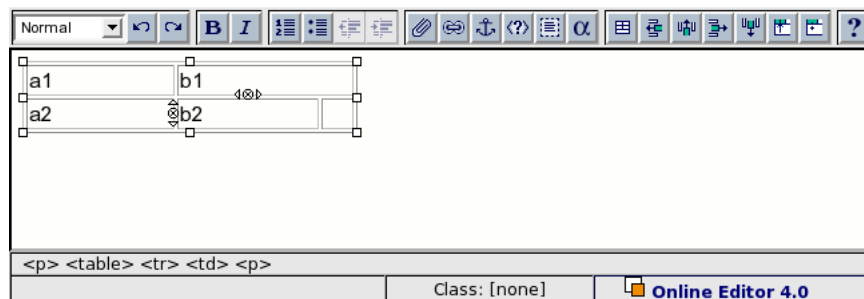 Normal B I α ?
a1 b1
a2 b2
<p> <table> <tr> <td> <p>
Class: [none] Online Editor 4.0